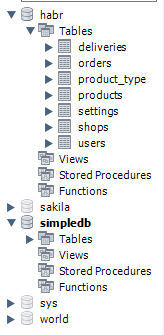 habr
Tables
deliveries
orders
product_type
products
settings
shops
users
Views
Stored Procedures
Functions
sakila
simpledb
Tables
Views
Stored Procedures
Functions
sys
world